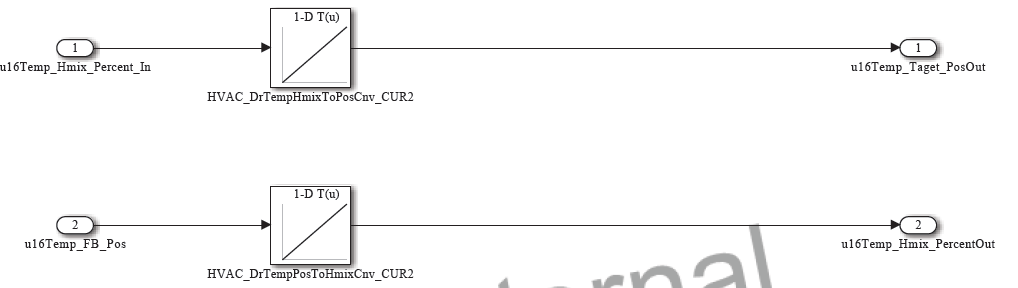 1-D T(u)
1
1
u16Temp_Hmix_Percent_In
u16Temp_Taget_PosOut
HVAC_DrTempHmixToPosCnv_CUR2
1-D T(u)
2
2
u16Temp_FB_Pos
u16Temp_Hmix_PercentOut
HVAC_DrTempPosToHmixCnv_CUR2